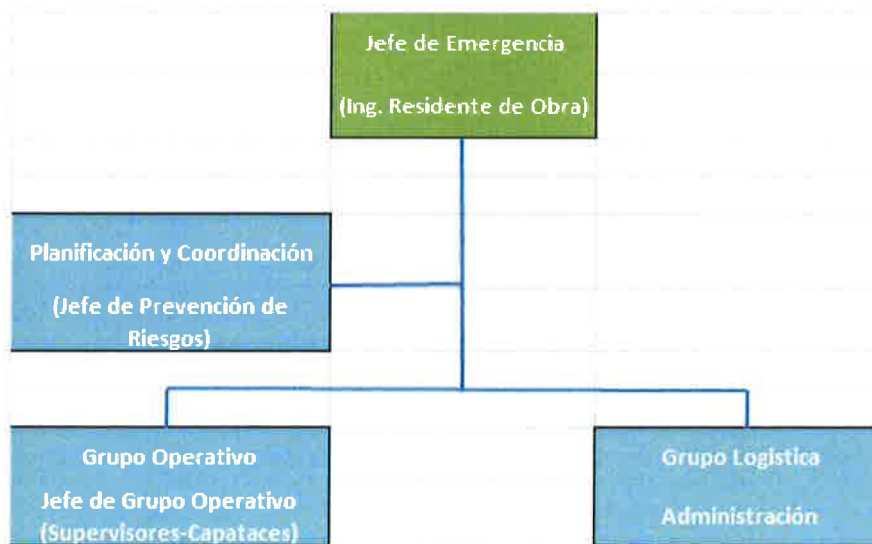 Jefe de Emergencia
(Ing. Residente de Obra)
Planificación y Coordinación
(Jefe de Prevención de
Riesgos)
Grupo Operativo
Jefe de Grupo Operativo
(Supervisores-Capataces)
Grupo Logistica
Administración